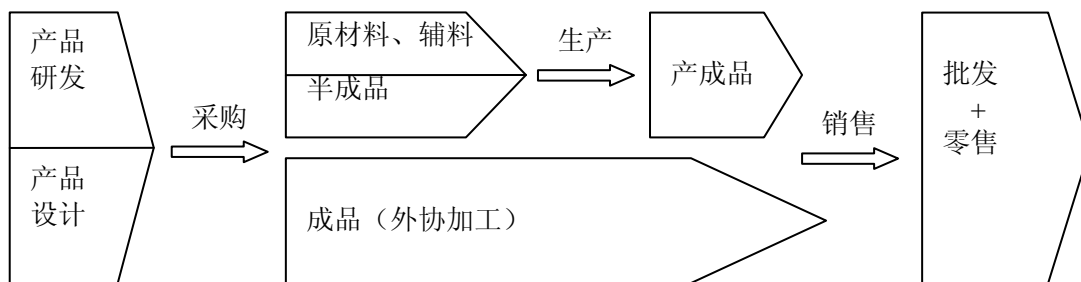 产品
研发
产品
设计
采购
原材料、辅料
半成品
生产
产成品
成品（外协加工）
销售
批发
+
零售